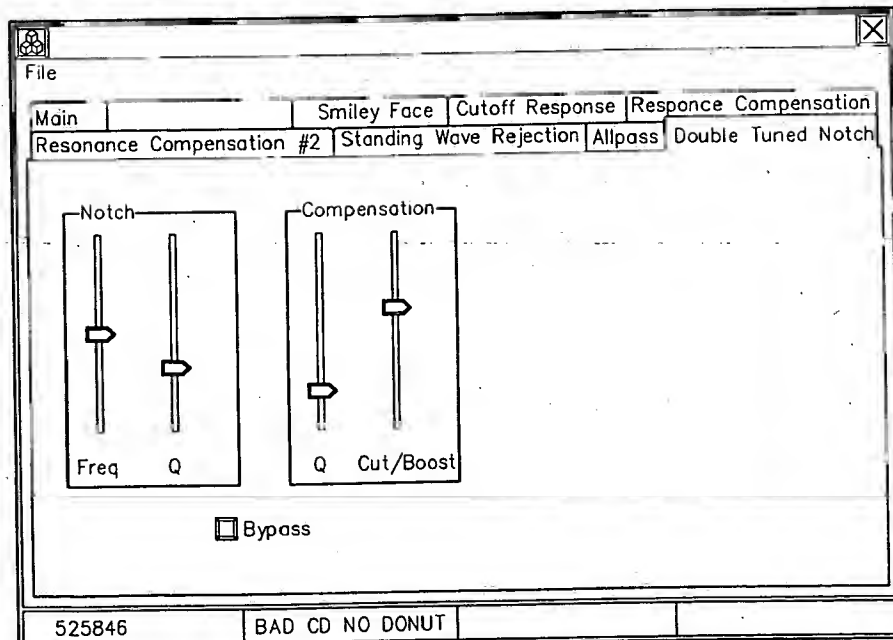 File
Main Smiley Face Cutoff Response Responce Compensation
Resonance Compensation #2 Standing Wave Rejection Allpass Double Tuned Notch
Notch Compensation
Freq Q Q Cut/Boost
Bypass
525846 BAD CD NO DONUT